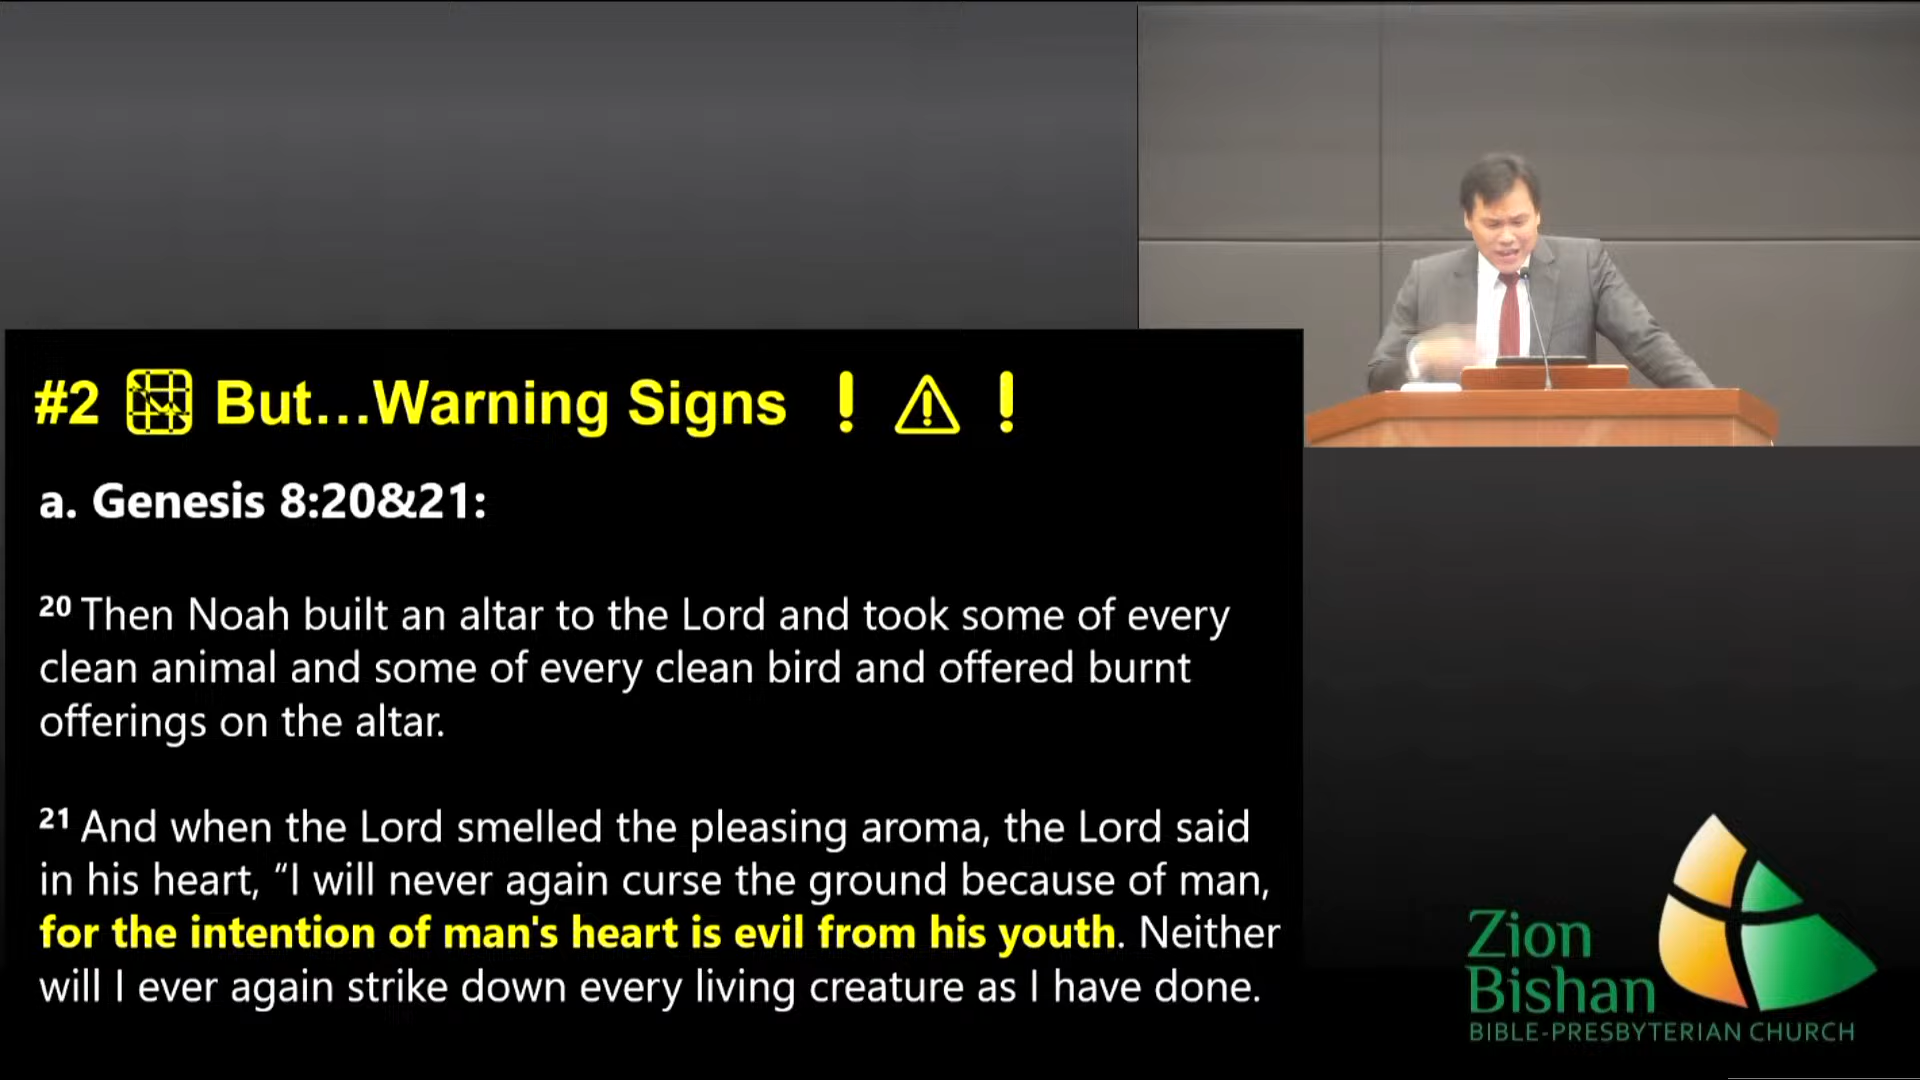 #2 But…Warning Signs ! ⚠ !
a. Genesis 8:20&21:
20 Then Noah built an altar to the Lord and took some of every
clean animal and some of every clean bird and offered burnt
offerings on the altar.
21 And when the Lord smelled the pleasing aroma, the Lord said
in his heart, “I will never again curse the ground because of man,
for the intention of man's heart is evil from his youth. Neither
will I ever again strike down every living creature as I have done.
Zion
Bishan
BIBLE-PRESBYTERIAN CHURCH